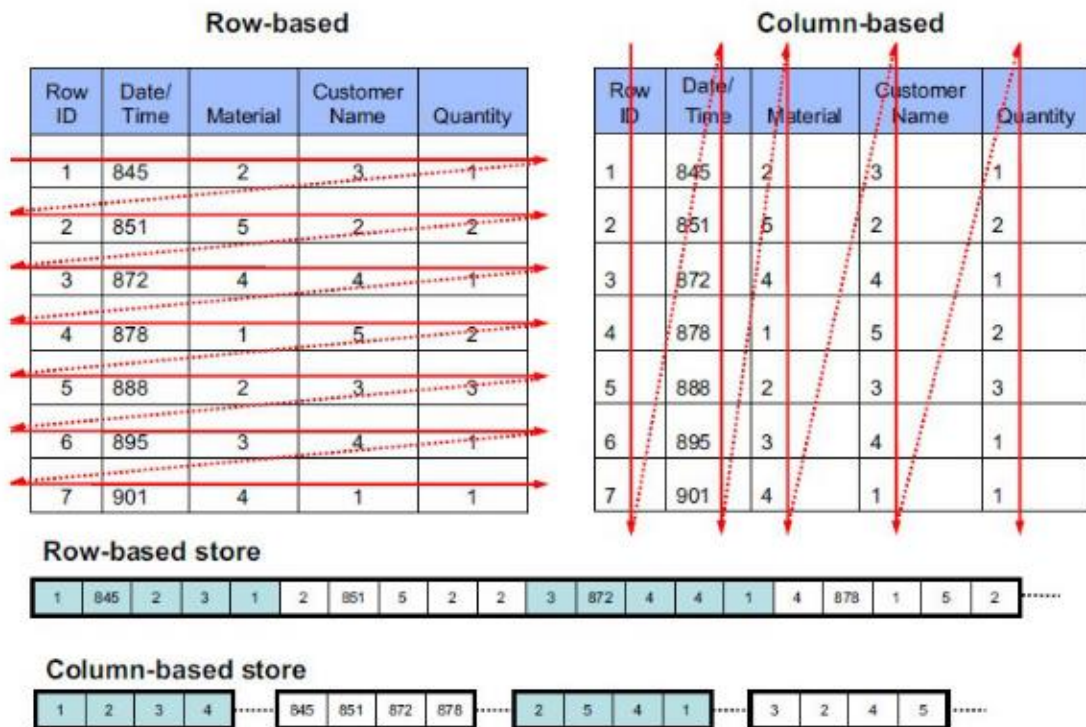 Row-based
Row ID Date/ Time Material Customer Name Quantity
1 845 2 3 1
2 851 5 2 2
3 872 4 4 1
4 878 1 5 2
5 888 2 3 3
6 895 3 4 1
7 901 4 1 1
Column-based
Row ID Date/ Time Material Customer Name Quantity
1 845 2 3 1
2 851 5 2 2
3 872 4 4 1
4 878 1 5 2
5 888 2 3 3
6 895 3 4 1
7 901 4 1 1
Row-based store
1 845 2 3 1 2 851 5 2 2 3 872 4 4 1 4 878 1 5 2
Column-based store
1 2 3 4 845 851 872 878 2 5 4 1 3 2 4 5